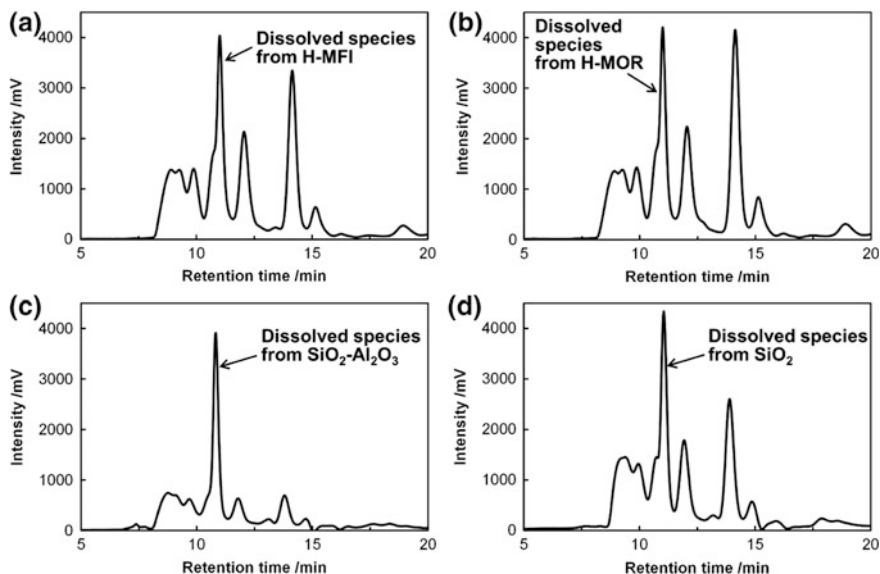 (a)
Intensity /mV
4000
3000
2000
1000
0
Dissolved species
from H-MFI
5
10
15
20
Retention time /min
(b)
Intensity /mV
4000
3000
2000
1000
0
Dissolved
species
from H-MOR
5
10
15
20
Retention time /min
(c)
Intensity /mV
4000
3000
2000
1000
0
Dissolved species
from SiO₂-Al₂O₃
5
10
15
20
Retention time /min
(d)
Intensity /mV
4000
3000
2000
1000
0
Dissolved species
from SiO₂
5
10
15
20
Retention time /min